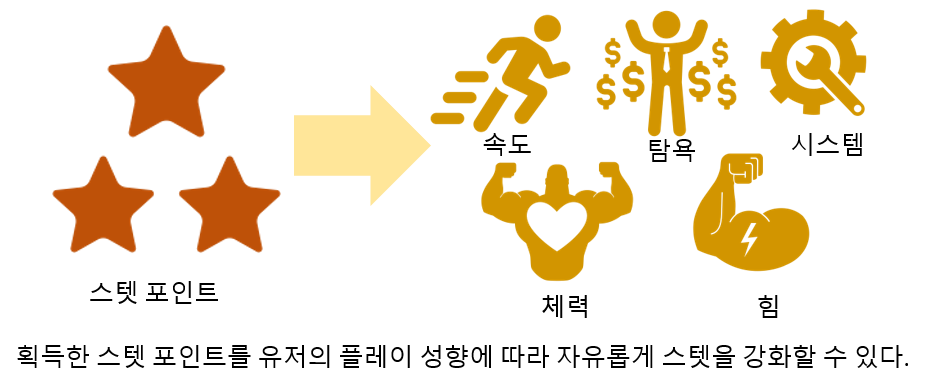 속도
탐욕
시스템
체력
힘
스텟 포인트
획득한 스텟 포인트를 유저의 플레이 성향에 따라 자유롭게 스텟을 강화할 수 있다.